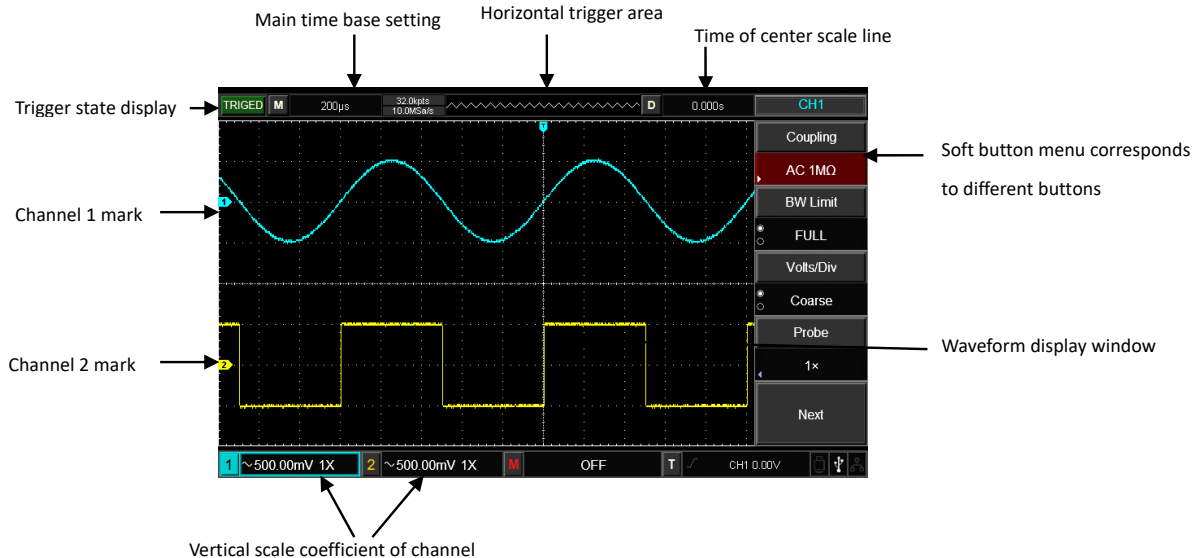 Main time base setting
Horizontal trigger area
Time of center scale line
Trigger state display
TRIGED M 200μs 32.0kpts D 0.000s CH1
10.0MSa/s
T
Coupling
AC 1MΩ
Soft button menu corresponds
to different buttons
BW Limit
Channel 1 mark
1
FULL
Volts/Div
Coarse
Probe
Waveform display window
Channel 2 mark
2
1×
Next
1 ~500.00mV 1X 2 ~500.00mV 1X M OFF T CH1 0.00V
Vertical scale coefficient of channel